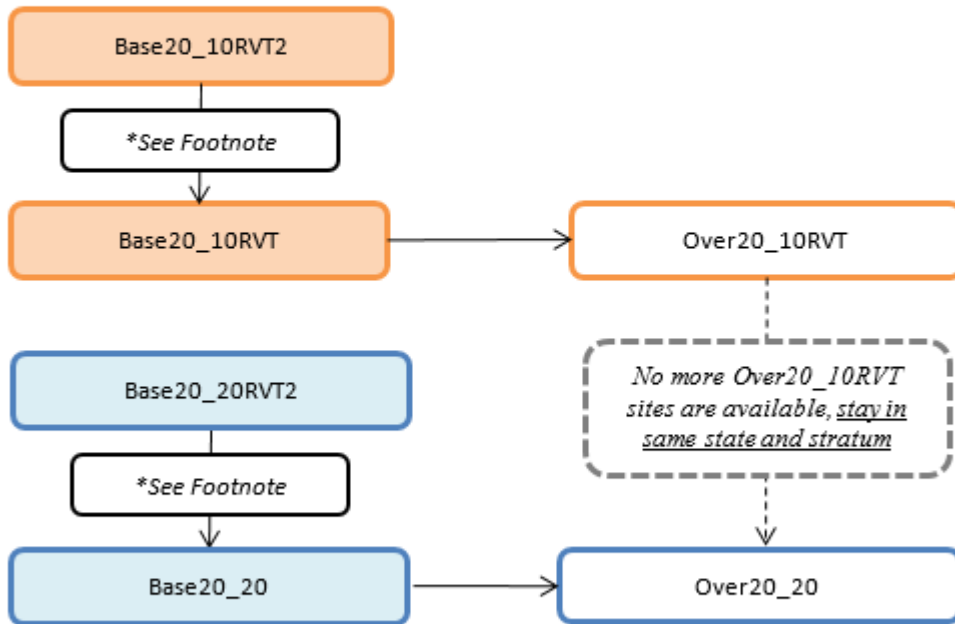 Base20_10RVT2
*See Footnote
Base20_10RVT
Over20_10RVT
No more Over20_10RVT
sites are available, stay in
same state and stratum
Base20_20RVT2
*See Footnote
Base20_20
Over20_20